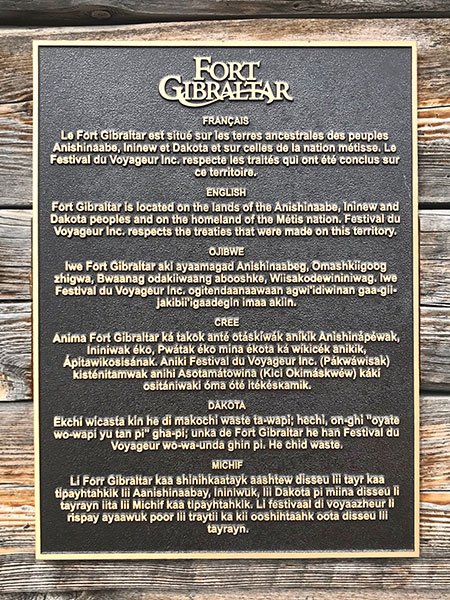 FORT
GIBRALTAR
FRANÇAIS
Le Fort Gibraltar est situé sur les terres ancestrales des peuples
Anishinaabe, Ininew et Dakota et sur celles de la nation métisse. Le
Festival du Voyageur Inc. respecte les traités qui ont été conclus sur
ce territoire.
ENGLISH
Fort Gibraltar is located on the lands of the Anishinaabe, Ininew and
Dakota peoples and on the homeland of the Métis nation. Festival du
Voyageur Inc. respects the treaties that were made on this territory.
OJIBWE
Iwe Fort Gibraltar aki ayaamagad Anishinaabeg, Omashkiigoog
zhigwa, Bwaanag odakiiwaang abooshke, Wiisakodewininiwag. Iwe
Festival du Voyageur Inc. ogitendaanaawaan agwi'idiwinan gaa-gii-
jakibii'igaadegin imaa akiin.
CREE
Anima Fort Gibraltar ká takok anté otáskíwák aníkik Anishinápéwak,
Ininiwak éko, Pwátak éko mína ékota ká wíkicék anikik,
Ápitawikosisának. Aniki Festival du Voyageur Inc. (Pákwáwisak)
kisténitamwak anihi Asotamátowina (Kici Okimáskwéw) káki
ositániwaki óma óté itékéskamik.
DAKOTA
Ekchi wicasta kin he di makochi waste ta-wapi; hechi, on-ghi "oyate
wo-wapi yu tan pi" gha-pi; unka de Fort Gibraltar he han Festival du
Voyageur wo-wa-unda ghin pi. He chid waste.
MICHIF
Li Forr Gibraltar kaa shinihkaatayk aashtew disseu lii tayr kaa
tipayhtahkik lii Aanishinaabay, Ininiwuk, lii Dakota pi miina disseu li
tayrayn lita lii Michif kaa tipayhtahkik. Li festivaal di voyaazheur li
rispay ayaawuk poor lii traytii ka kii ooshihtaahk oota disseu lii
tayrayn.